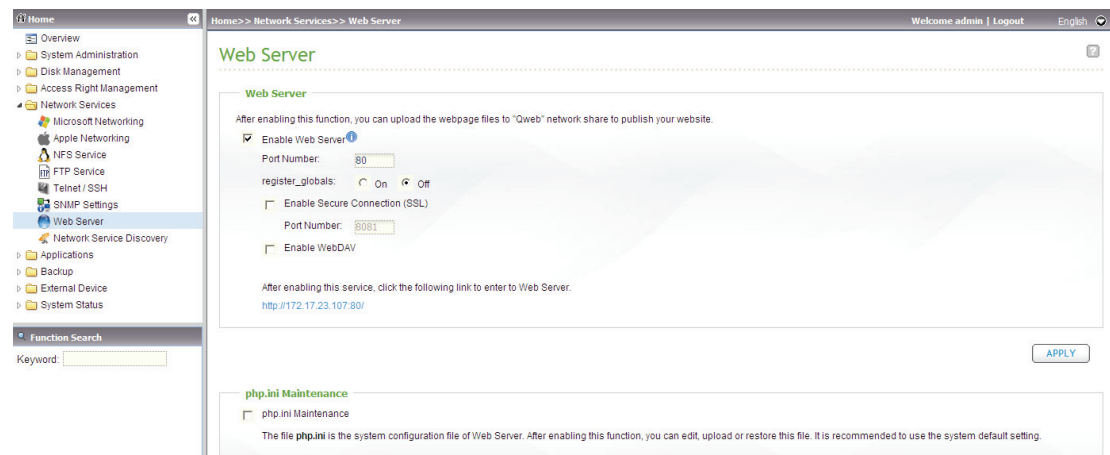 Home
Home>> Network Services>> Web Server
Welcome admin | Logout
English
Overview
System Administration
Disk Management
Access Right Management
Network Services
Microsoft Networking
Apple Networking
NFS Service
FTP Service
Telnet / SSH
SNMP Settings
Web Server
Network Service Discovery
Applications
Backup
External Device
System Status
Function Search
Keyword:
Web Server
Web Server
After enabling this function, you can upload the webpage files to "Qweb" network share to publish your website.
Enable Web Server
Port Number: 80
register_globals: On Off
Enable Secure Connection (SSL)
Port Number: 8081
Enable WebDAV
After enabling this service, click the following link to enter to Web Server.
http://172.17.23.107:80/
APPLY
php.ini Maintenance
php.ini Maintenance
The file php.ini is the system configuration file of Web Server. After enabling this function, you can edit, upload or restore this file. It is recommended to use the system default setting.